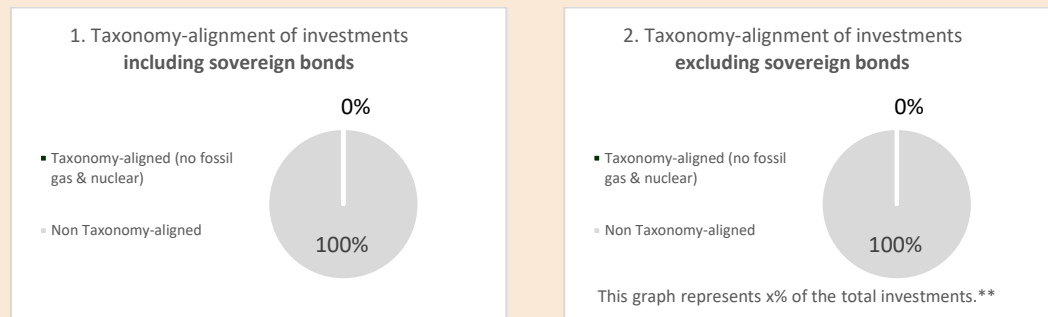 1. Taxonomy-alignment of investments
including sovereign bonds
0%
Taxonomy-aligned (no fossil
gas & nuclear)
Non Taxonomy-aligned
100%
2. Taxonomy-alignment of investments
excluding sovereign bonds
0%
Taxonomy-aligned (no fossil
gas & nuclear)
Non Taxonomy-aligned
100%
This graph represents x% of the total investments.**